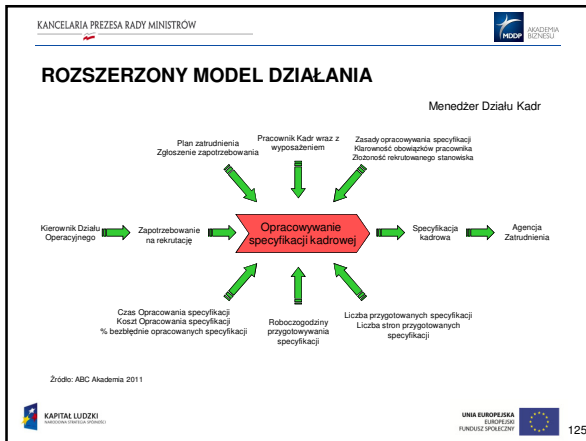 KANCELARIA PREZESA RADY MINISTRÓW
MDDP
AKADEMIA
BIZNESU
ROZSZERZONY MODEL DZIAŁANIA
Menedżer Działu Kadr
Plan zatrudnienia
Zgłoszenie zapotrzebowania
Pracownik Kadr wraz z
wyposażeniem
Zasady opracowywania specyfikacji
Klarowność obowiązków pracownika
Złożoność rekrutowanego stanowiska
Kierownik Działu
Operacyjnego
Zapotrzebowanie
na rekrutację
Opracowywanie
specyfikacji kadrowej
Specyfikacja
kadrowa
Agencja
Zatrudnienia
Czas Opracowania specyfikacji
Koszt Opracowania specyfikacji
% bezbłędnie opracowanych specyfikacji
Roboczogodziny
przygotowywania
specyfikacji
Liczba przygotowanych specyfikacji
Liczba stron przygotowanych
specyfikacji
Źródło: ABC Akademia 2011
KAPITAŁ LUDZKI
NARODOWA STRATEGIA SPÓJNOŚCI
UNIA EUROPEJSKA
EUROPEJSKI
FUNDUSZ SPOŁECZNY
125